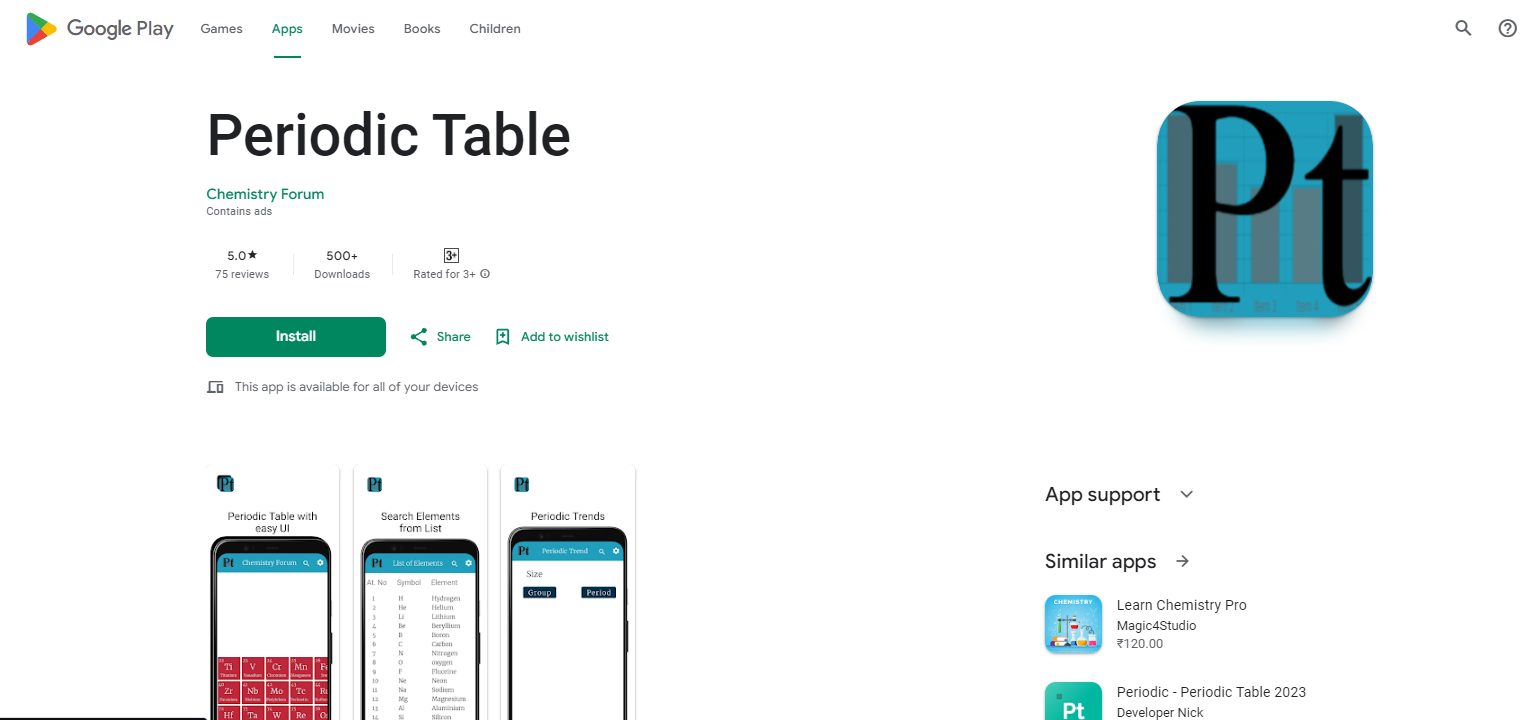 Google Play
Games
Apps
Movies
Books
Children
Periodic Table
Chemistry Forum
Contains ads
5.0★
75 reviews
500+
Downloads
3+
Rated for 3+
Install
Share
Add to wishlist
This app is available for all of your devices
Pt
Pt
Periodic Table with
easy UI
Pt Chemistry Forum
Ti V Cr Mn Fe
Zr Nb Mo Tc Ru
Hf Ta W Re Os
Pt
Search Elements
from List
Pt List of Elements
At. No Symbol Element
1 H Hydrogen
2 He Helium
3 Li Lithium
4 Be Beryllium
5 B Boron
6 C Carbon
7 N Nitrogen
8 O oxygen
9 F Fluorine
10 Ne Neon
11 Na Sodium
12 Mg Magnesium
13 Al Aluminium
14 Si Silicon
Pt
Periodic Trends
Pt Periodic Trend
Size
Group Period
App support
Similar apps
CHEMISTRY
Learn Chemistry Pro
Magic4Studio
₹120.00
Pt
Periodic - Periodic Table 2023
Developer Nick